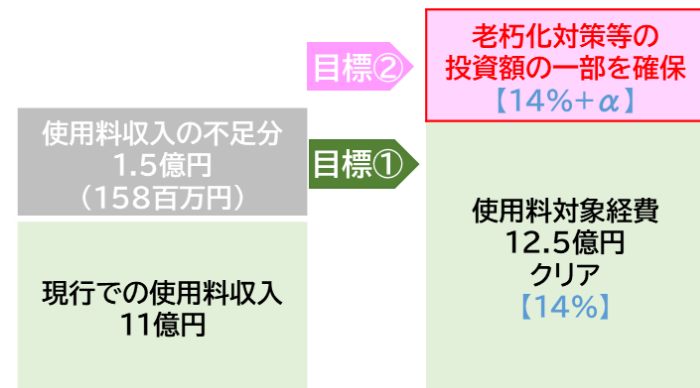 使用料収入の不足分
1.5億円
（158百万円）
現行での使用料収入
11億円
目標②
目標①
老朽化対策等の
投資額の一部を確保
【14%+α】
使用料対象経費
12.5億円
クリア
【14%】